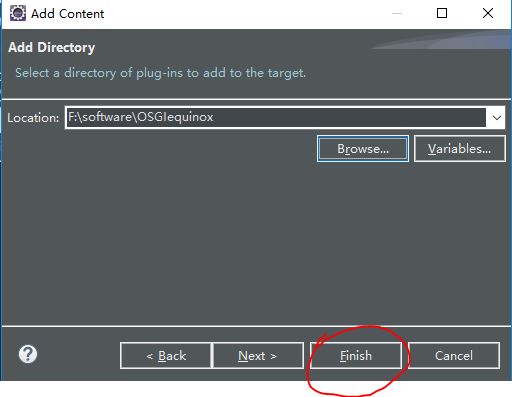 Add Content
Add Directory
Select a directory of plug-ins to add to the target.
Location: F:\software\OSGIequinox
Browse... Variables...
? < Back Next > Finish Cancel